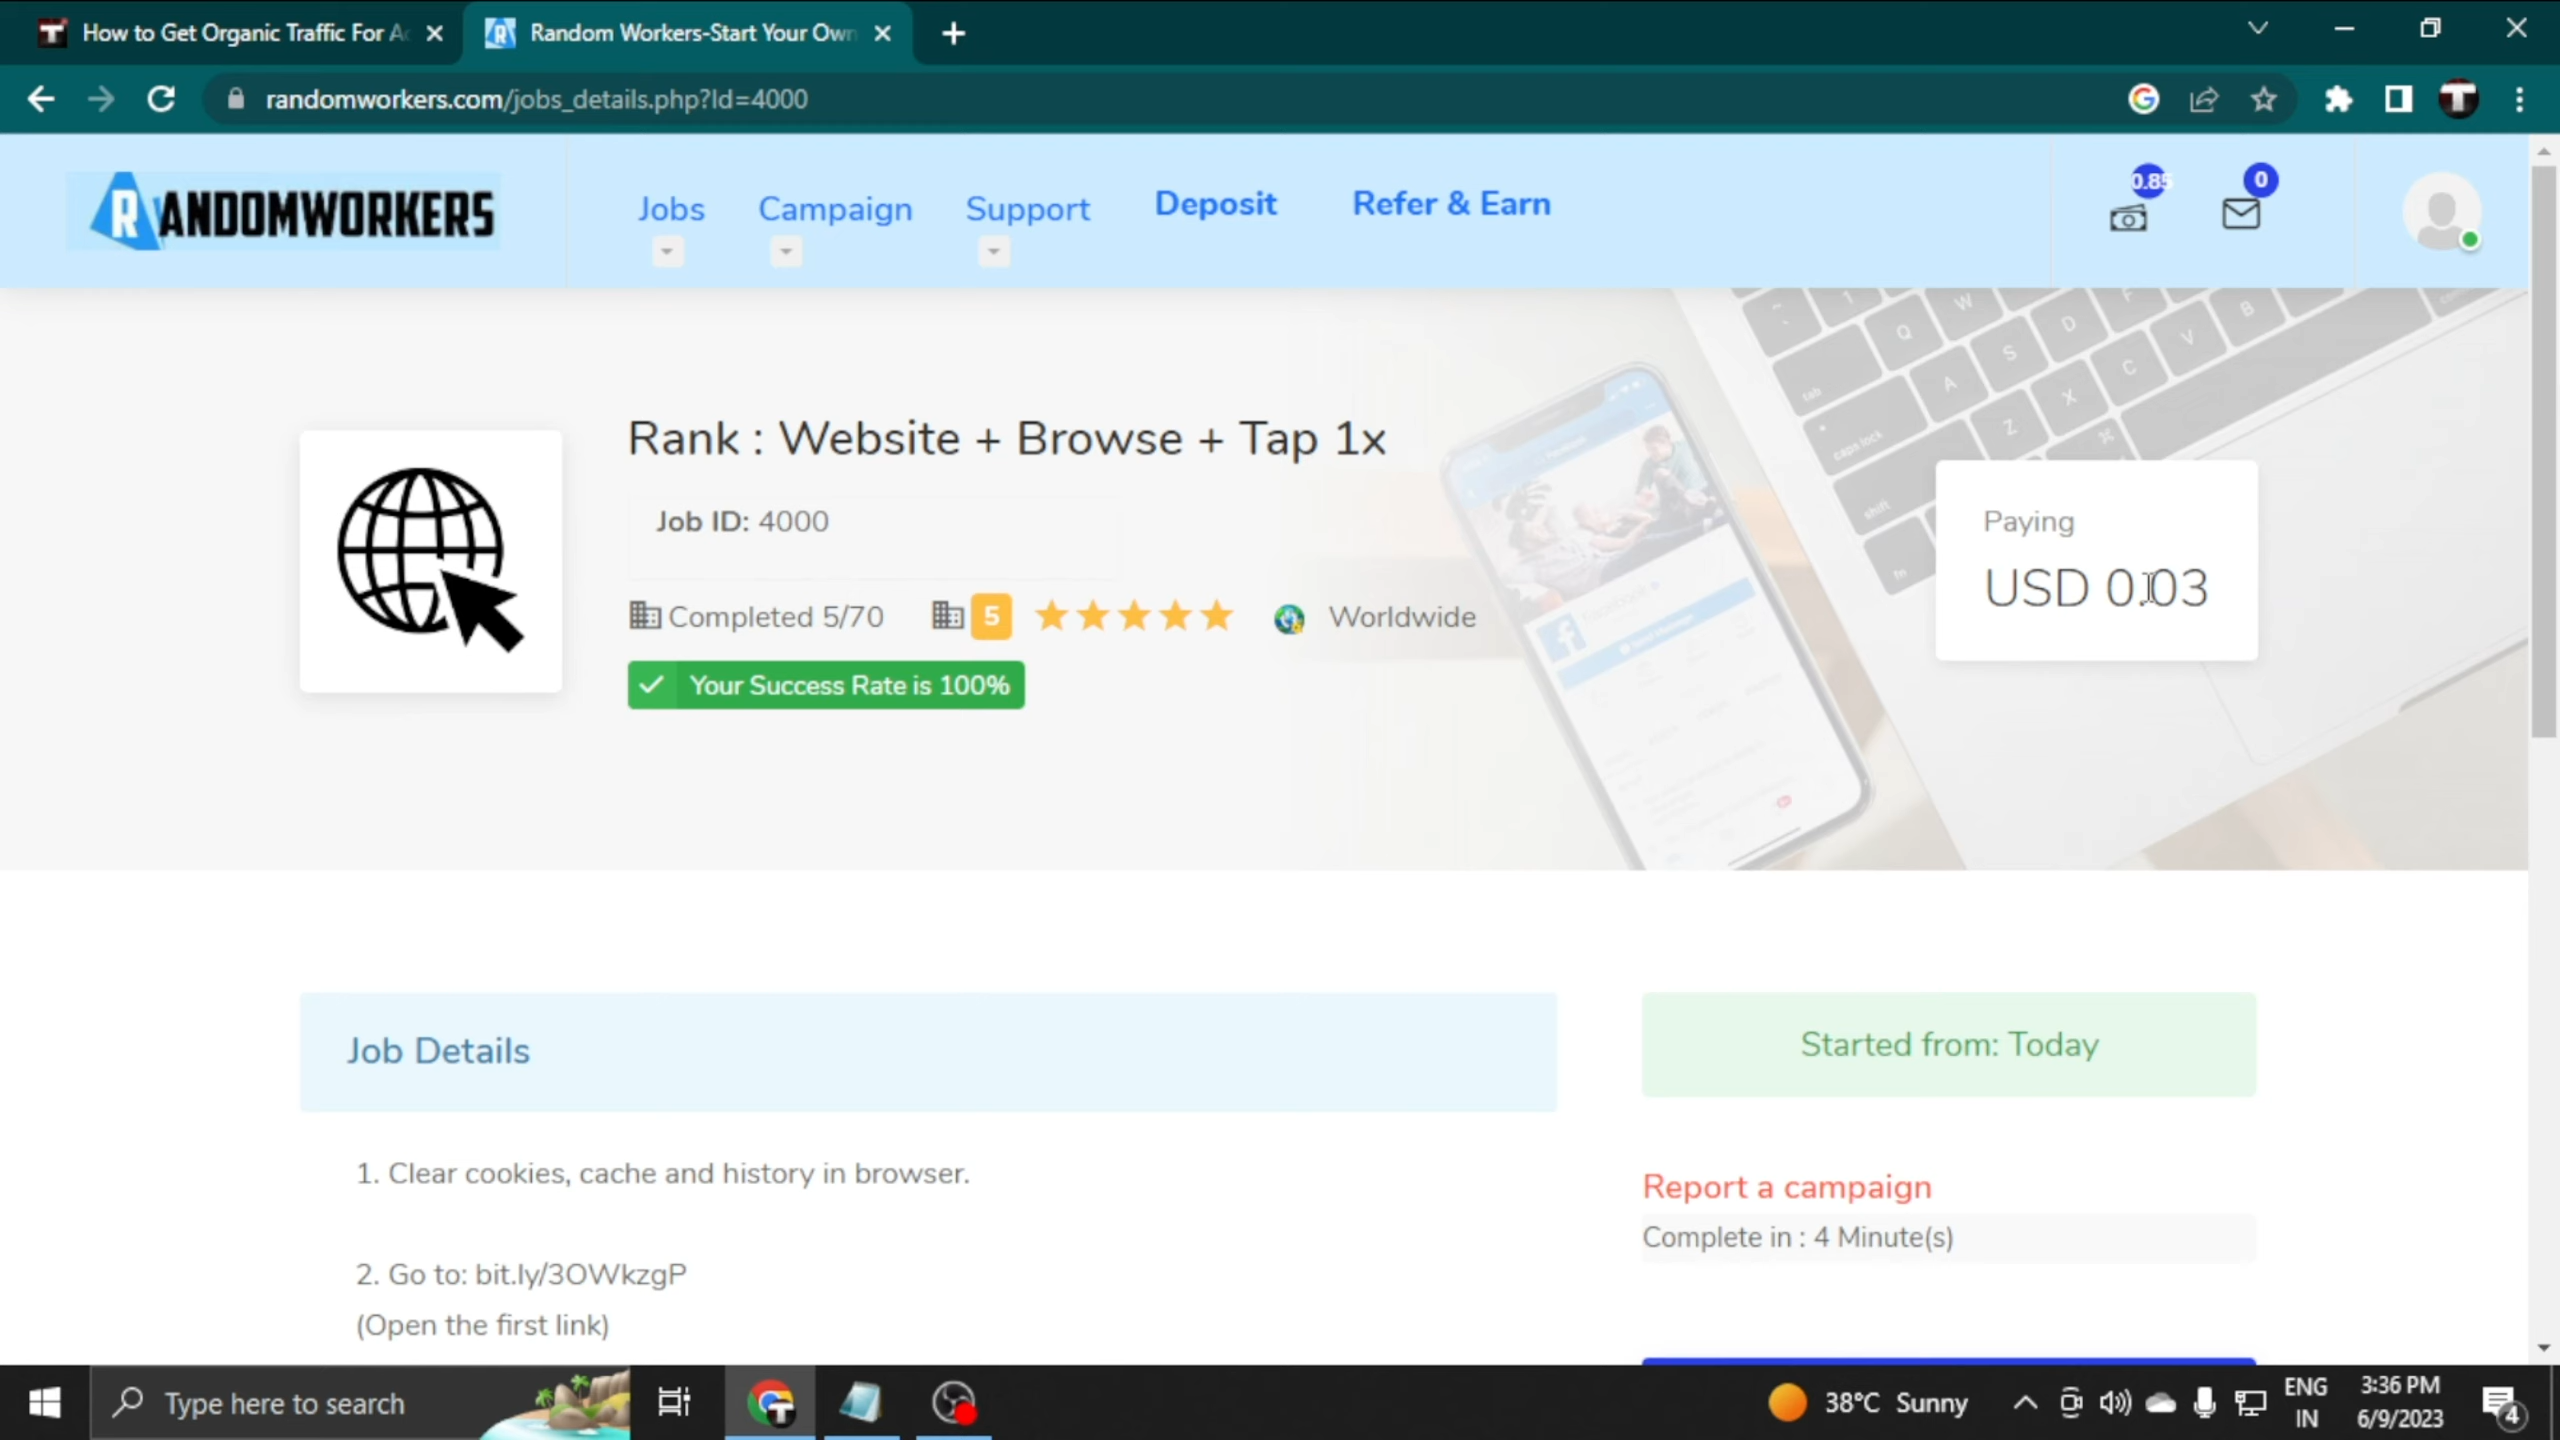 How to Get Organic Traffic For Ad
Random Workers-Start Your Own
randomworkers.com/jobs_details.php?Id=4000
RANDOMWORKERS
Jobs
Campaign
Support
Deposit
Refer & Earn
0.85
0
Rank : Website + Browse + Tap 1x
Job ID: 4000
Completed 5/70
5
Worldwide
Your Success Rate is 100%
Paying
USD 0.03
Job Details
1. Clear cookies, cache and history in browser.
2. Go to: bit.ly/3OWkzgP
(Open the first link)
Started from: Today
Report a campaign
Complete in : 4 Minute(s)
Type here to search
38°C Sunny
ENG
IN
3:36 PM
6/9/2023
4